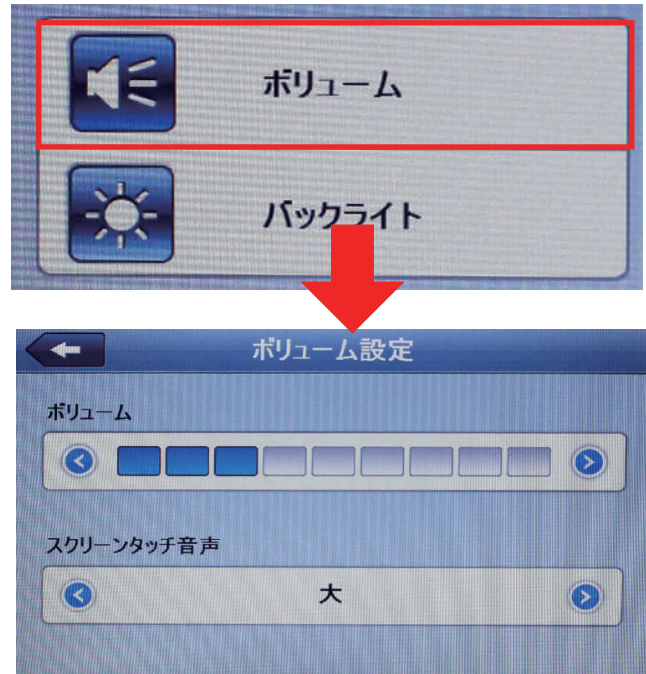 ボリューム
バックライト
ボリューム設定
ボリューム
スクリーンタッチ音声
大